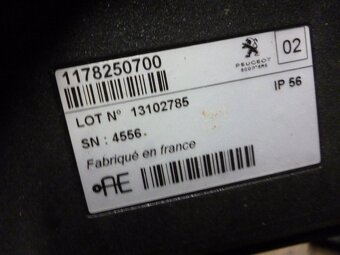 1178250700
PEUGEOT
SCOOTERS
02
LOT N° 13102785
IP 56
SN : 4556
Fabriqué en france
AE